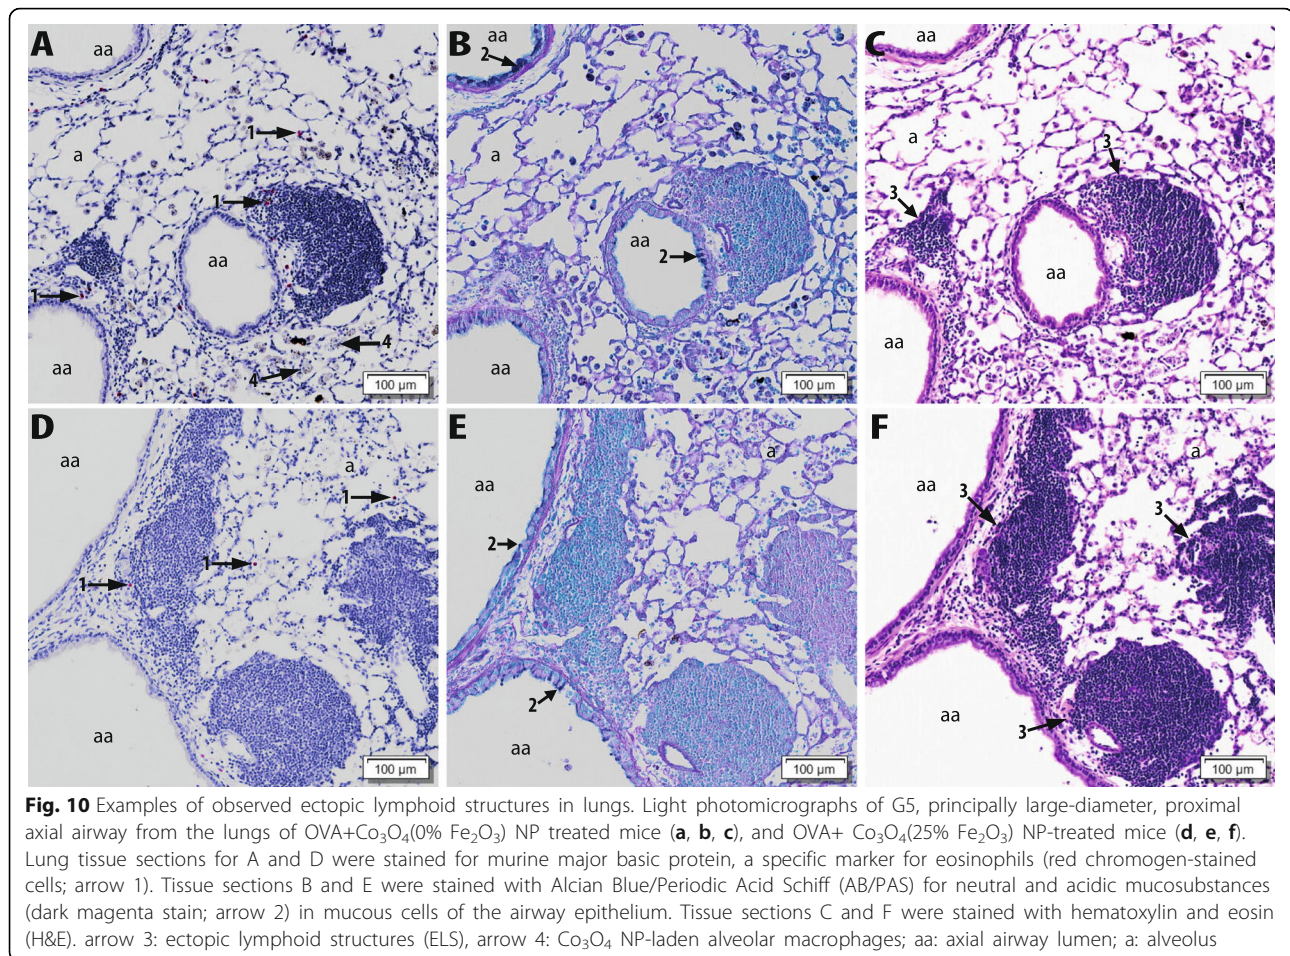 A
aa
1
a
1
aa
1
aa
4
4
100 µm
B
aa
2
a
aa
2
aa
100 µm
C
aa
a
3
3
aa
aa
100 µm
D
aa
a
1
1
1
aa
100 µm
E
a
aa
2
2
aa
100 µm
F
a
aa
3
3
aa
3
100 µm
Fig. 10 Examples of observed ectopic lymphoid structures in lungs. Light photomicrographs of G5, principally large-diameter, proximal
axial airway from the lungs of OVA+Co₃O₄(0% Fe₂O₃) NP treated mice (a, b, c), and OVA+ Co₃O₄(25% Fe₂O₃) NP-treated mice (d, e, f).
Lung tissue sections for A and D were stained for murine major basic protein, a specific marker for eosinophils (red chromogen-stained
cells; arrow 1). Tissue sections B and E were stained with Alcian Blue/Periodic Acid Schiff (AB/PAS) for neutral and acidic mucosubstances
(dark magenta stain; arrow 2) in mucous cells of the airway epithelium. Tissue sections C and F were stained with hematoxylin and eosin
(H&E). arrow 3: ectopic lymphoid structures (ELS), arrow 4: Co₃O₄ NP-laden alveolar macrophages; aa: axial airway lumen; a: alveolus